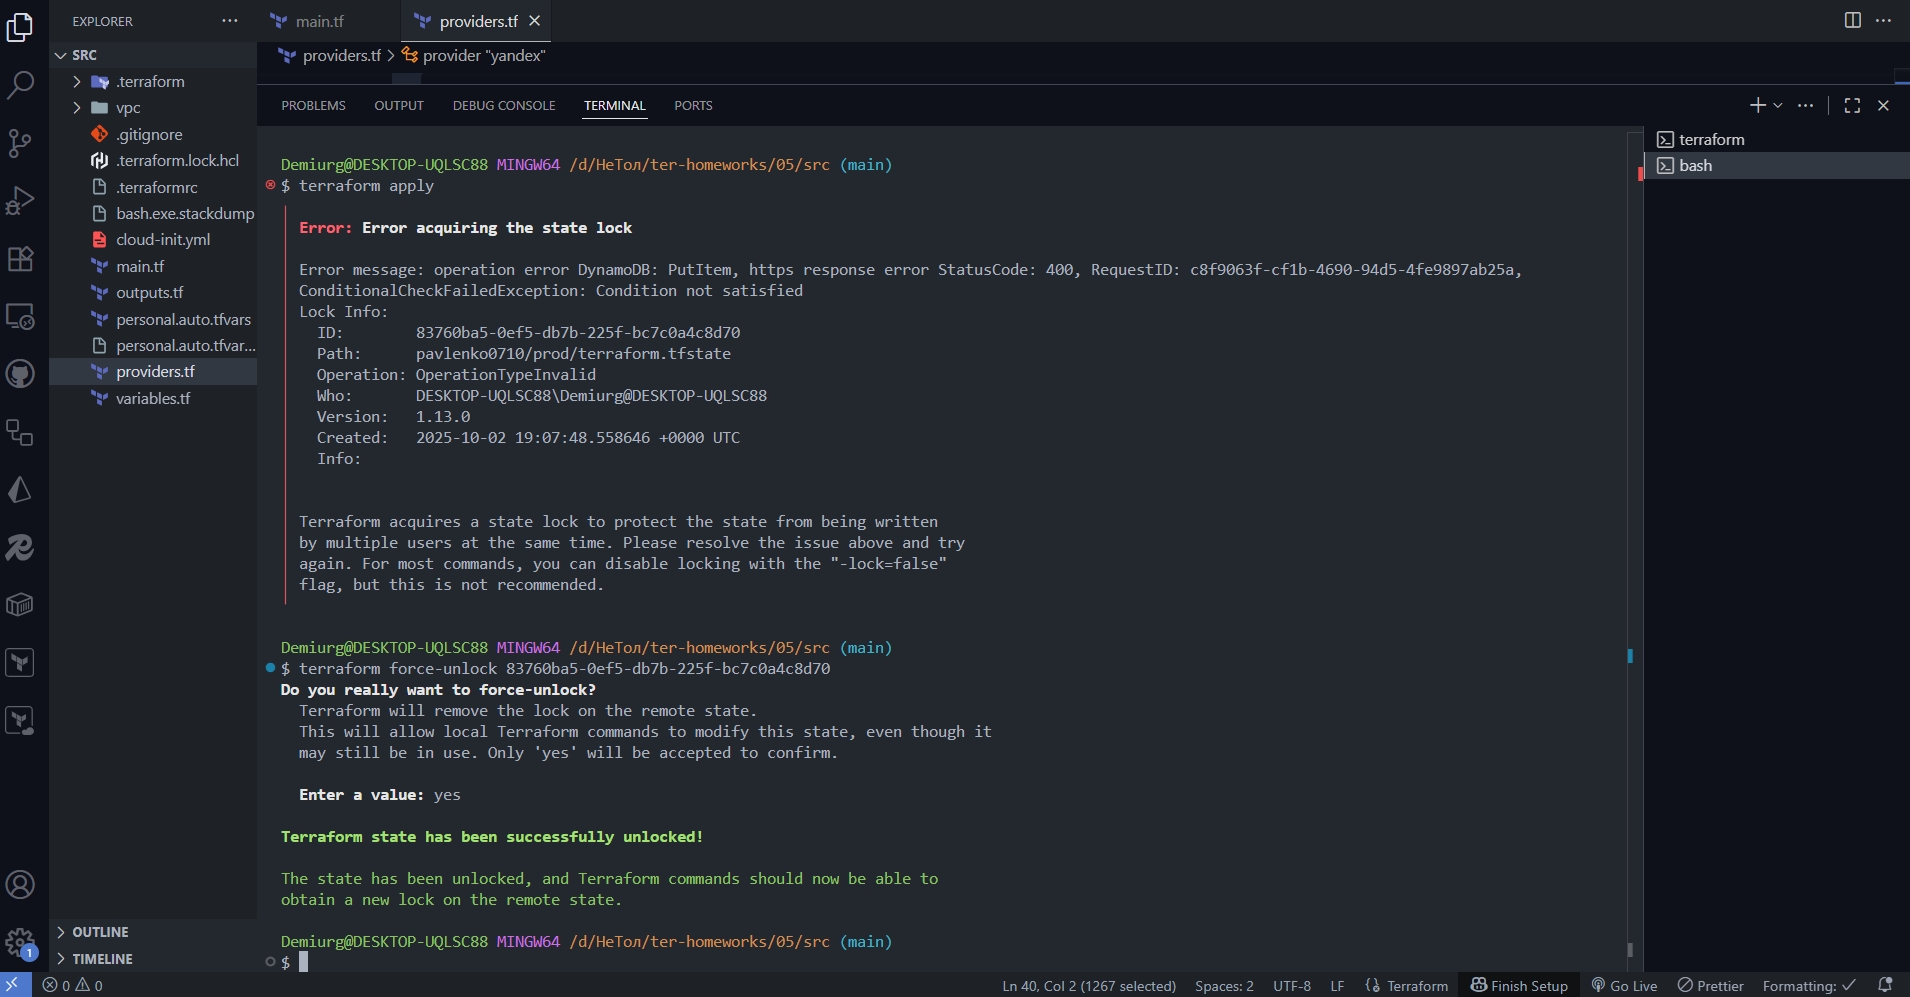 EXPLORER
main.tf
providers.tf
SRC
providers.tf > provider "yandex"
.terraform
vpc
.gitignore
.terraform.lock.hcl
.terraformrc
bash.exe.stackdump
cloud-init.yml
main.tf
outputs.tf
personal.auto.tfvars
personal.auto.tfvar...
providers.tf
variables.tf
OUTLINE
TIMELINE
PROBLEMS OUTPUT DEBUG CONSOLE TERMINAL PORTS
terraform
bash
Demiurg@DESKTOP-UQLSC88 MINGW64 /d/НеТол/ter-homeworks/05/src (main)
$ terraform apply
Error: Error acquiring the state lock
Error message: operation error DynamoDB: PutItem, https response error StatusCode: 400, RequestID: c8f9063f-cf1b-4690-94d5-4fe9897ab25a,
ConditionalCheckFailedException: Condition not satisfied
Lock Info:
ID: 83760ba5-0ef5-db7b-225f-bc7c0a4c8d70
Path: pavlenko0710/prod/terraform.tfstate
Operation: OperationTypeInvalid
Who: DESKTOP-UQLSC88\Demiurg@DESKTOP-UQLSC88
Version: 1.13.0
Created: 2025-10-02 19:07:48.558646 +0000 UTC
Info:
Terraform acquires a state lock to protect the state from being written
by multiple users at the same time. Please resolve the issue above and try
again. For most commands, you can disable locking with the "-lock=false"
flag, but this is not recommended.
Demiurg@DESKTOP-UQLSC88 MINGW64 /d/НеТол/ter-homeworks/05/src (main)
$ terraform force-unlock 83760ba5-0ef5-db7b-225f-bc7c0a4c8d70
Do you really want to force-unlock?
Terraform will remove the lock on the remote state.
This will allow local Terraform commands to modify this state, even though it
may still be in use. Only 'yes' will be accepted to confirm.
Enter a value: yes
Terraform state has been successfully unlocked!
The state has been unlocked, and Terraform commands should now be able to
obtain a new lock on the remote state.
Demiurg@DESKTOP-UQLSC88 MINGW64 /d/НеТол/ter-homeworks/05/src (main)
$
1
0 0
Ln 40, Col 2 (1267 selected) Spaces: 2 UTF-8 LF Terraform Finish Setup Go Live Prettier Formatting: ✓